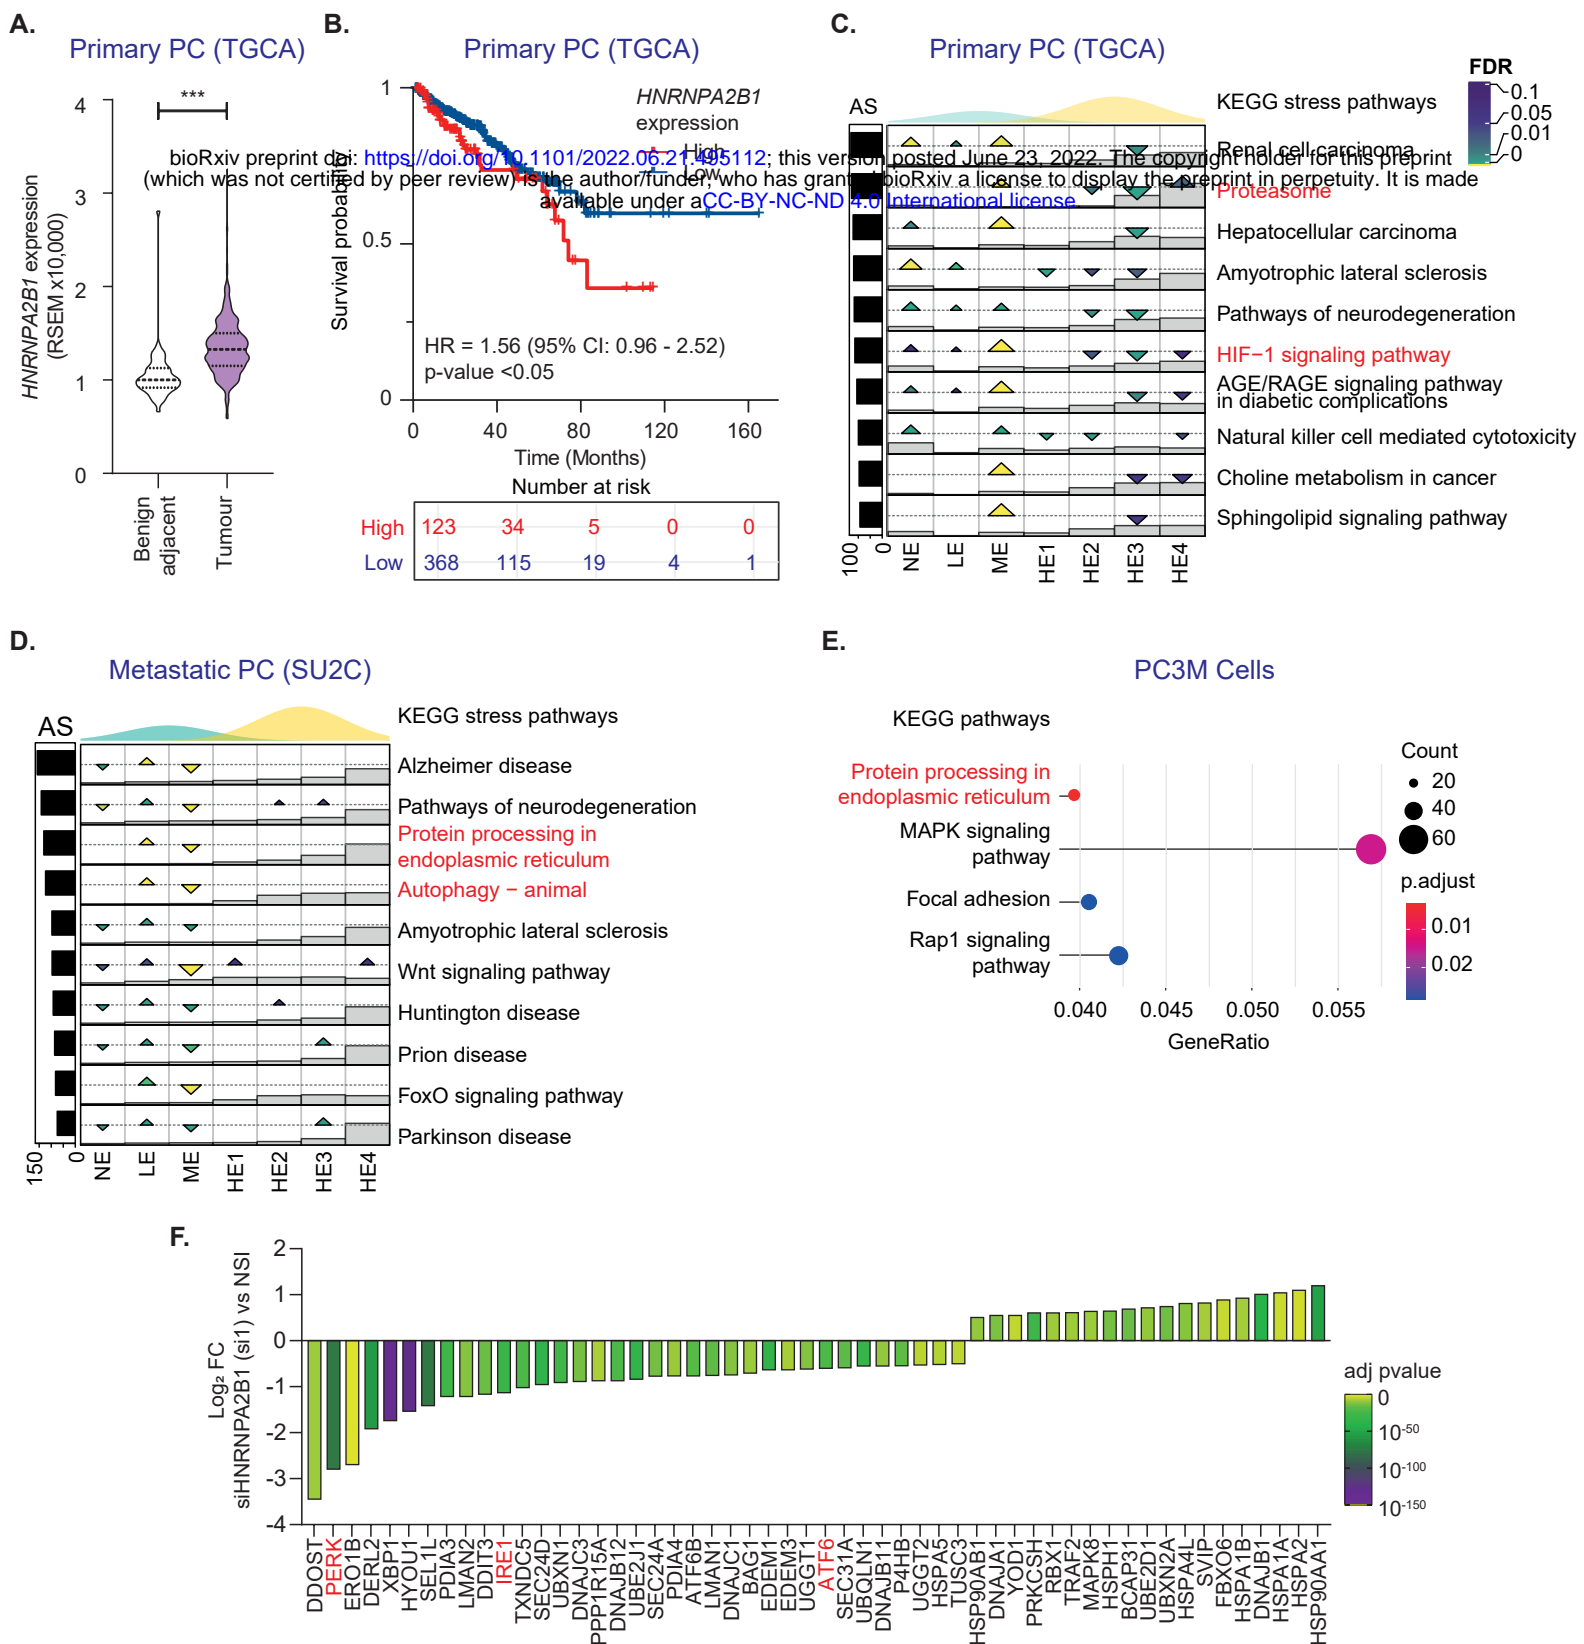 A.
Primary PC (TGCA)
***
4
3
2
1
0
HNRNPA2B1 expression
(RSEM x10,000)
Benign
adjacent
Tumour
B.
Primary PC (TGCA)
1
0.5
0
Survival probability
HNRNPA2B1
expression
High
Low
HR = 1.56 (95% CI: 0.96 - 2.52)
p-value <0.05
0 40 80 120 160
Time (Months)
Number at risk
High 123 34 5 0 0
Low 368 115 19 4 1
bioRxiv preprint doi: https://doi.org/10.1101/2022.06.21.495112; this version posted June 23, 2022. The copyright holder for this preprint
(which was not certified by peer review) is the author/funder, who has granted bioRxiv a license to display the preprint in perpetuity. It is made
available under aCC-BY-NC-ND 4.0 International license.
C.
Primary PC (TGCA)
AS
KEGG stress pathways
Renal cell carcinoma
Proteasome
Hepatocellular carcinoma
Amyotrophic lateral sclerosis
Pathways of neurodegeneration
HIF−1 signaling pathway
AGE/RAGE signaling pathway
in diabetic complications
Natural killer cell mediated cytotoxicity
Choline metabolism in cancer
Sphingolipid signaling pathway
100 0
NE LE ME HE1 HE2 HE3 HE4
FDR
0.1
0.05
0.01
0
D.
Metastatic PC (SU2C)
AS
KEGG stress pathways
Alzheimer disease
Pathways of neurodegeneration
Protein processing in
endoplasmic reticulum
Autophagy − animal
Amyotrophic lateral sclerosis
Wnt signaling pathway
Huntington disease
Prion disease
FoxO signaling pathway
Parkinson disease
150 0
NE LE ME HE1 HE2 HE3 HE4
E.
PC3M Cells
KEGG pathways
Protein processing in
endoplasmic reticulum
MAPK signaling
pathway
Focal adhesion
Rap1 signaling
pathway
0.040 0.045 0.050 0.055
GeneRatio
Count
20
40
60
p.adjust
0.01
0.02
F.
2
1
0
-1
-2
-3
-4
Log₂ FC
siHNRNPA2B1 (si1) vs NSI
DDOST
PERK
ERO1B
DERL2
XBP1
HYOU1
SEL1L
PDIA3
LMAN2
DDIT3
IRE1
TXNDC5
SEC24D
UBXN1
DNAJC3
PPP1R15A
DNAJB12
UBE2J1
SEC24A
PDIA4
ATF6B
LMAN1
DNAJC1
BAG1
EDEM1
EDEM3
UGGT1
ATF6
SEC31A
UBQLN1
DNAJB11
P4HB
UGGT2
HSPA5
TUSC3
HSP90AB1
DNAJA1
YOD1
PRKCSH
RBX1
TRAF2
MAPK8
HSPH1
BCAP31
UBE2D1
UBXN2A
HSPA4L
SVIP
FBXO6
HSPA1B
DNAJB1
HSPA1A
HSPA2
HSP90AA1
adj pvalue
0
10⁻⁵⁰
10⁻¹⁰⁰
10⁻¹⁵⁰